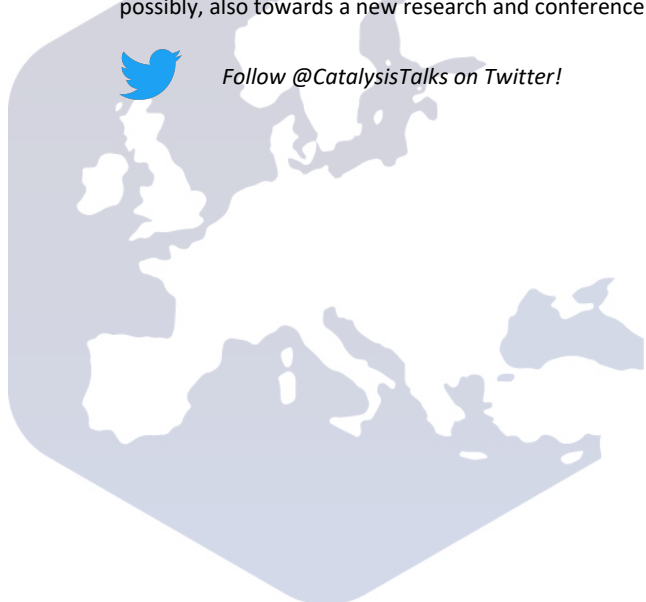 possibly, also towards a new research and conference
Follow @CatalysisTalks on Twitter!